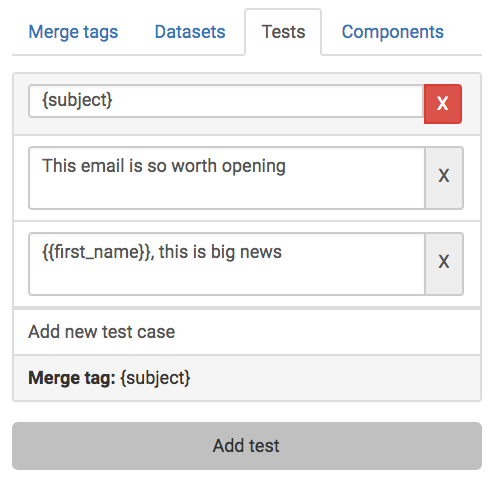 Merge tags Datasets Tests Components
{subject} X
This email is so worth opening X
{{first_name}}, this is big news X
Add new test case
Merge tag: {subject}
Add test